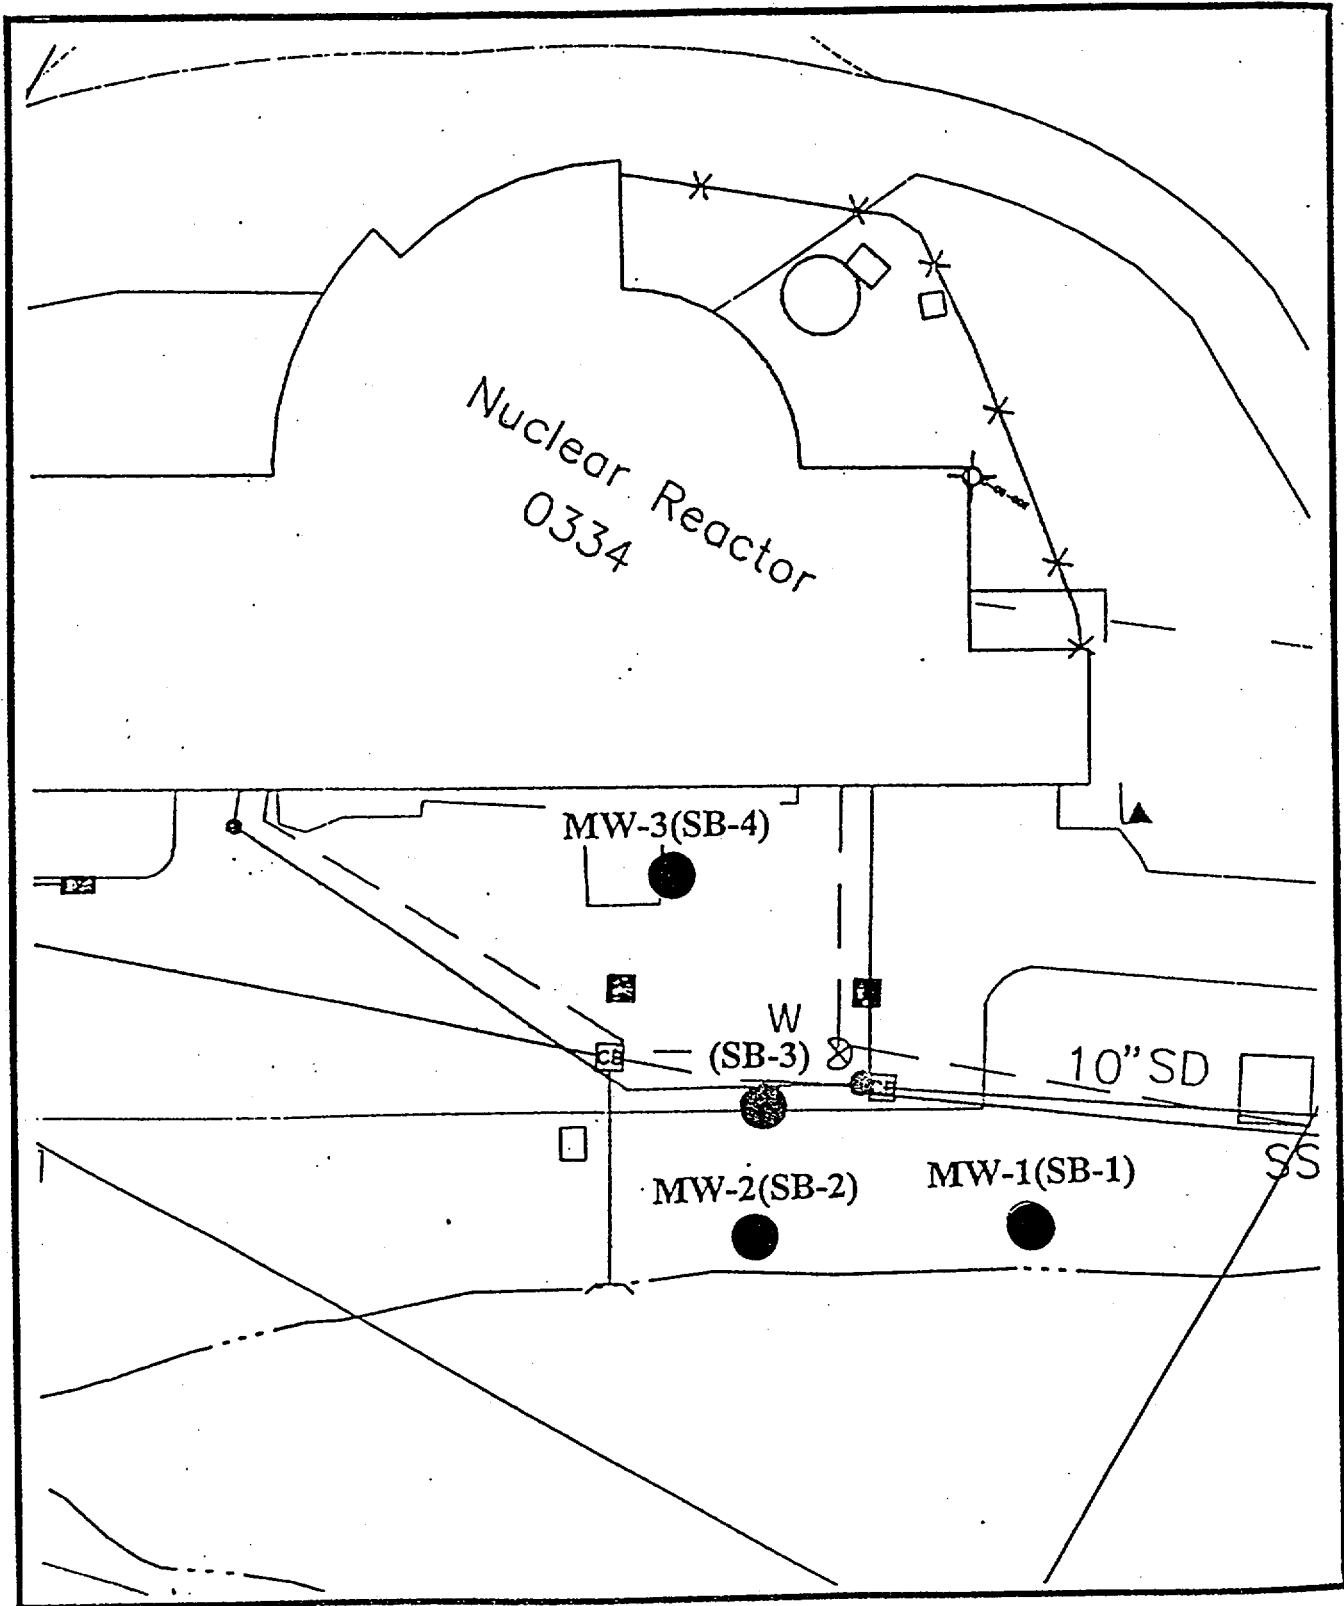 Nuclear Reactor
0334
MW-3(SB-4)
W
(SB-3)
CB
10”SD
SS
MW-2(SB-2)
MW-1(SB-1)